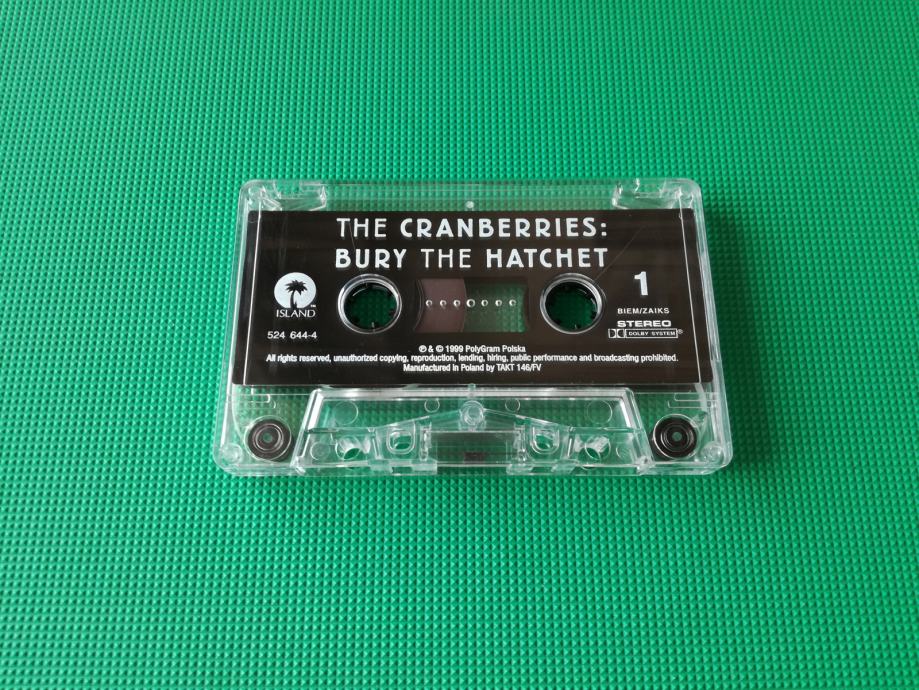 THE CRANBERRIES:
BURY THE HATCHET
1
ISLAND™
BIEM/ZAIKS
STEREO
DOLBY SYSTEM®
524 644-4
℗ & © 1999 PolyGram Polska
All rights reserved, unauthorized copying, reproduction, lending, hiring, public performance and broadcasting prohibited.
Manufactured in Poland by TAKT 146/FV